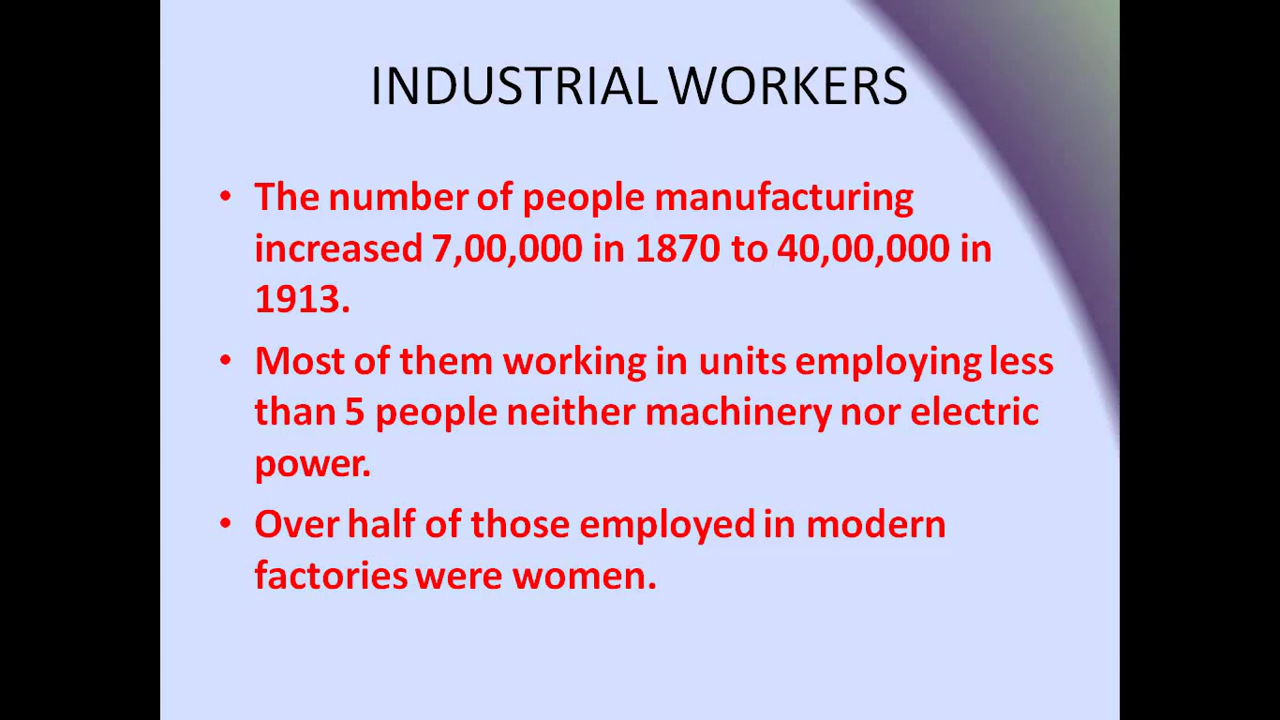 INDUSTRIAL WORKERS
• The number of people manufacturing
increased 7,00,000 in 1870 to 40,00,000 in
1913.
• Most of them working in units employing less
than 5 people neither machinery nor electric
power.
• Over half of those employed in modern
factories were women.